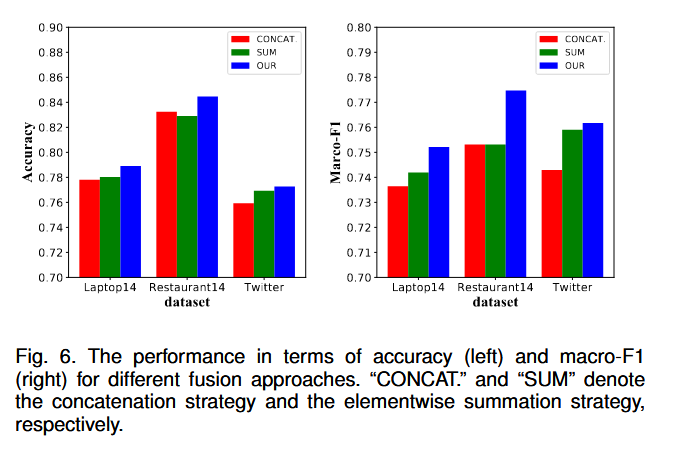 0.90
0.88
0.86
0.84
0.82
0.80
0.78
0.76
0.74
0.72
0.70
Accuracy
CONCAT.
SUM
OUR
Laptop14 Restaurant14 Twitter
dataset
0.80
0.79
0.78
0.77
0.76
0.75
0.74
0.73
0.72
0.71
0.70
Marco-F1
CONCAT.
SUM
OUR
Laptop14 Restaurant14 Twitter
dataset
Fig. 6. The performance in terms of accuracy (left) and macro-F1
(right) for different fusion approaches. “CONCAT.” and “SUM” denote
the concatenation strategy and the elementwise summation strategy,
respectively.